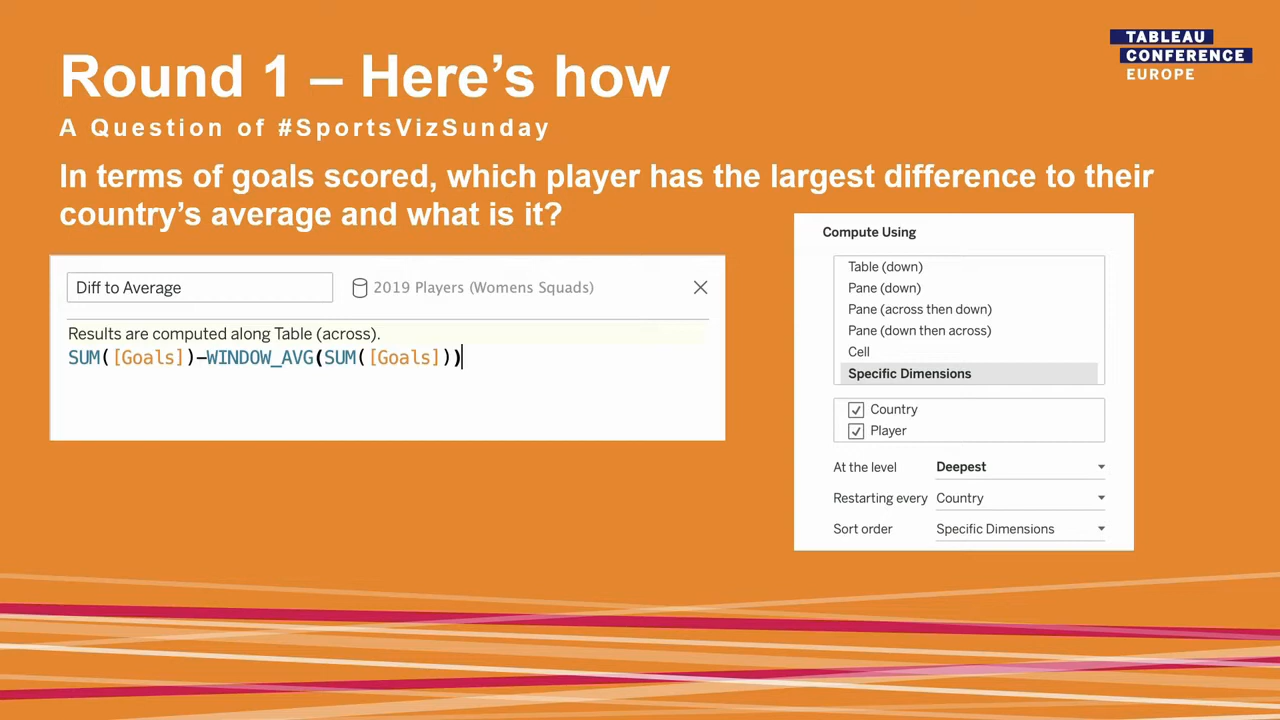 TABLEAU
CONFERENCE
EUROPE
Round 1 – Here’s how
A Question of #SportsVizSunday
In terms of goals scored, which player has the largest difference to their
country’s average and what is it?
Diff to Average
2019 Players (Womens Squads)
Results are computed along Table (across).
SUM([Goals])–WINDOW_AVG(SUM([Goals]))
Compute Using
Table (down)
Pane (down)
Pane (across then down)
Pane (down then across)
Cell
Specific Dimensions
Country
Player
At the level Deepest
Restarting every Country
Sort order Specific Dimensions